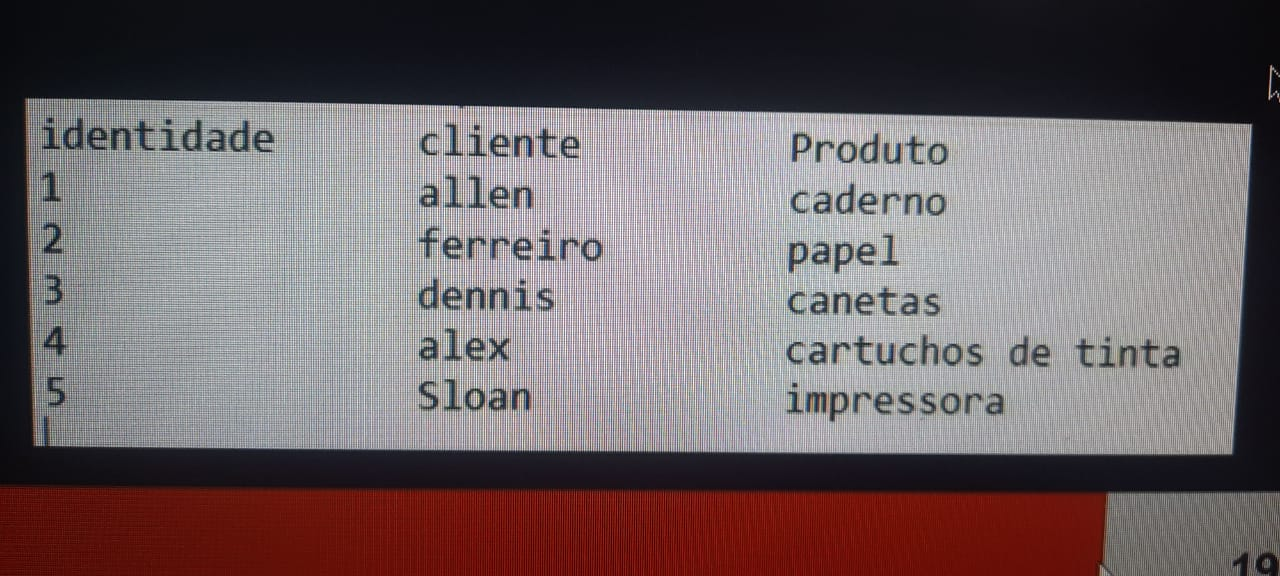 identidade cliente Produto
1 allen caderno
2 ferreiro papel
3 dennis canetas
4 alex cartuchos de tinta
5 Sloan impressora
19